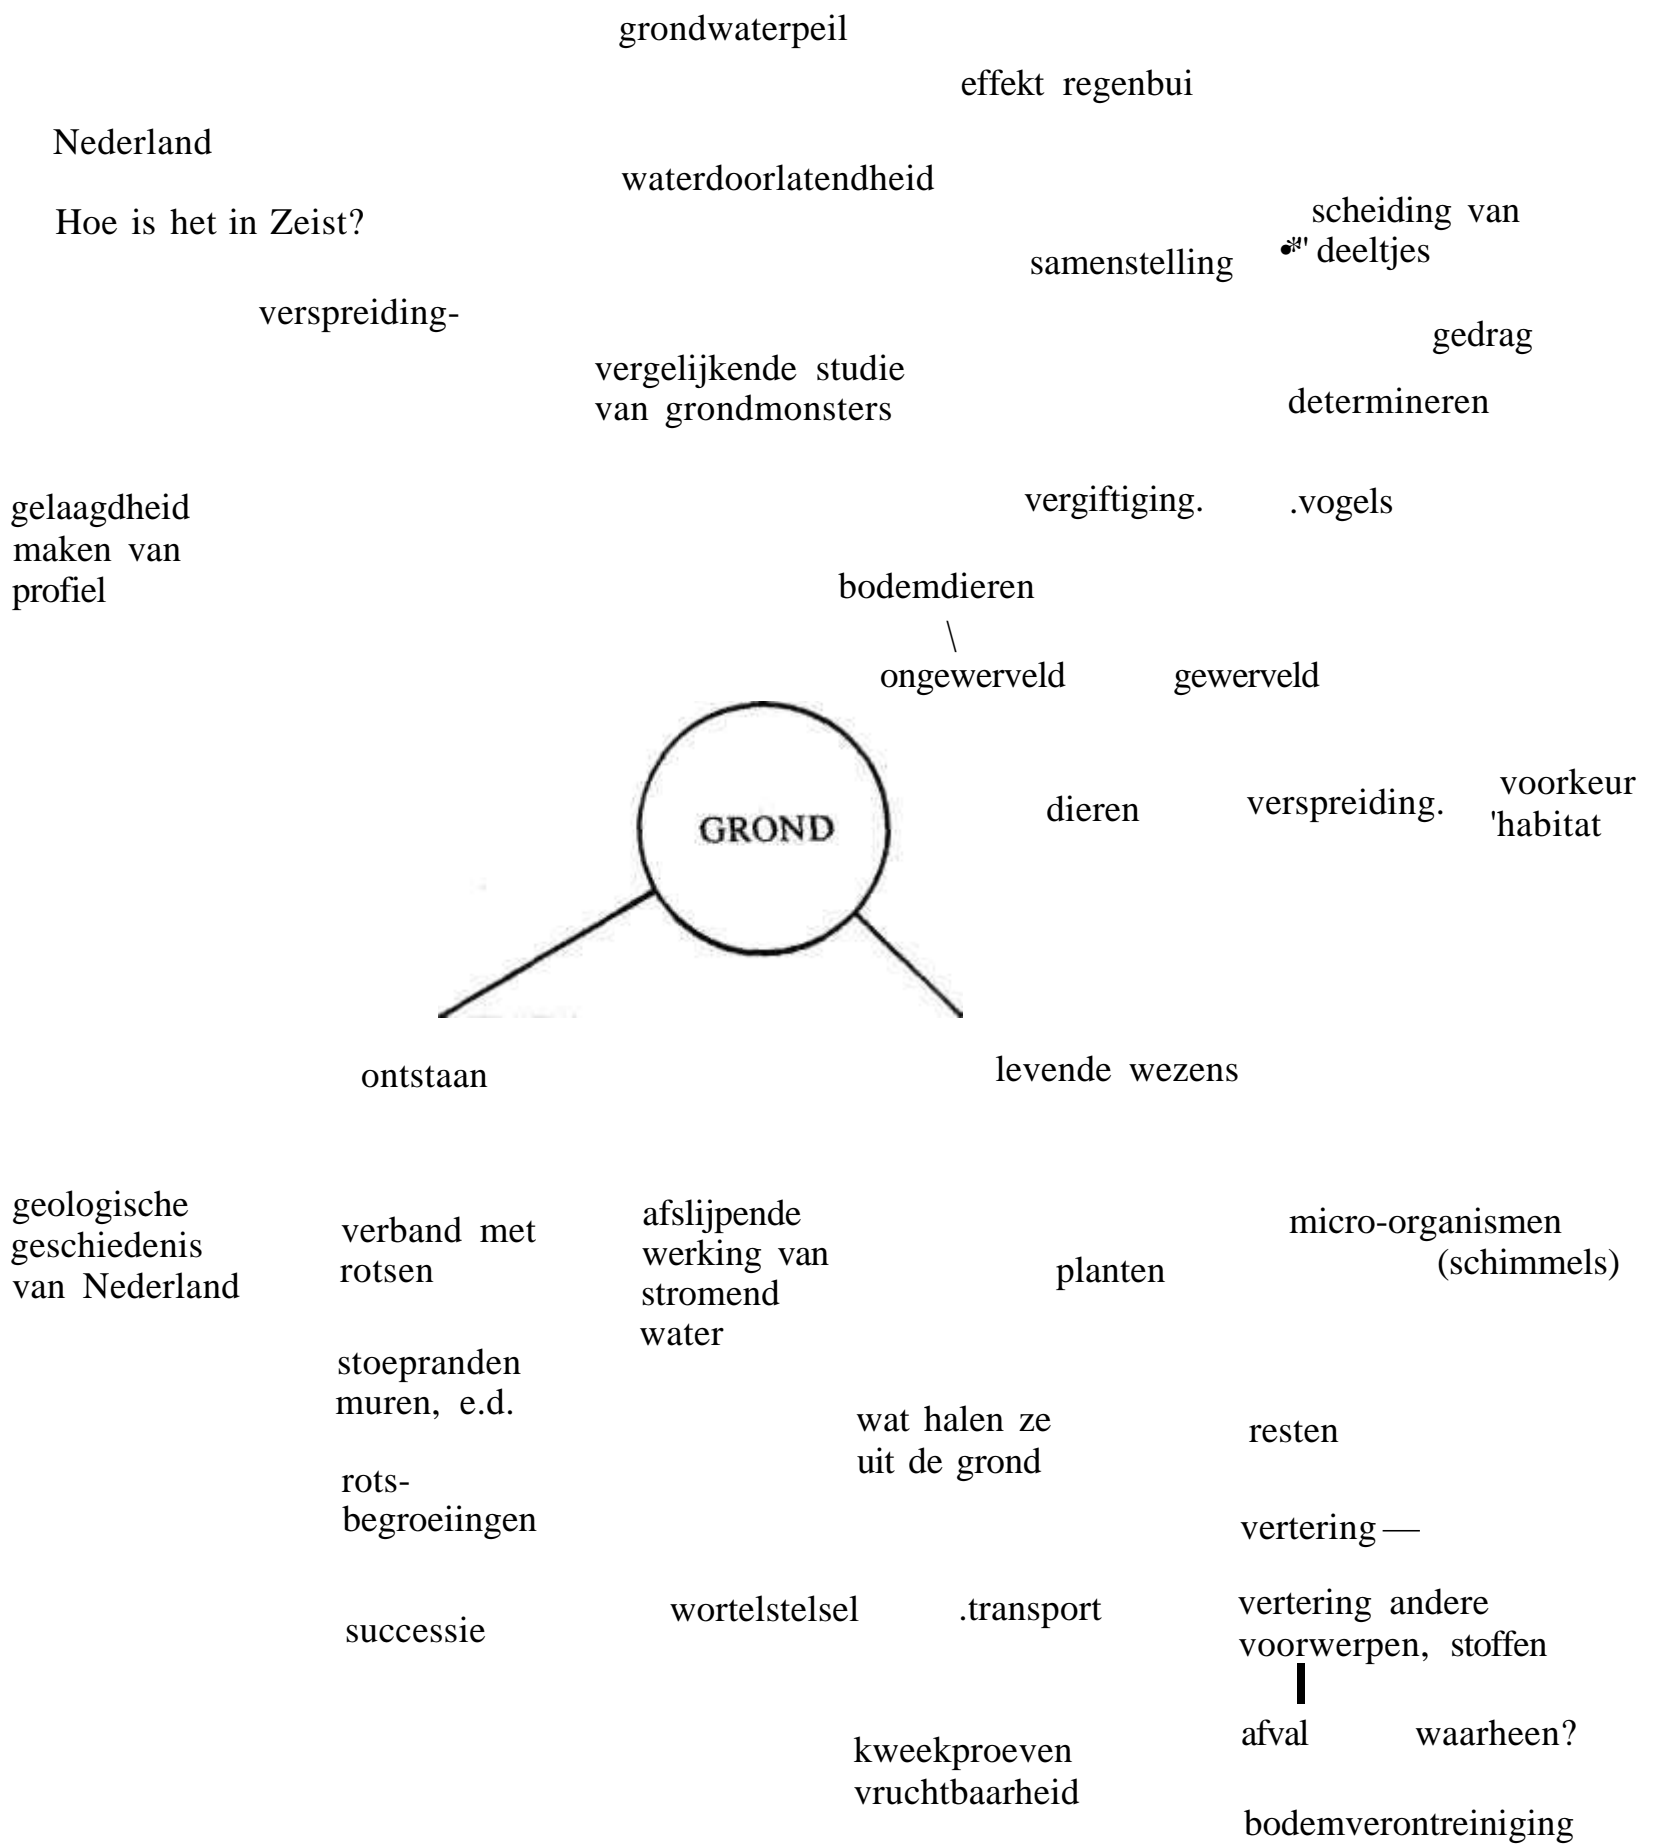 grondwaterpeil
effekt regenbui
Nederland
waterdoorlatendheid
Hoe is het in Zeist?
scheiding van
deeltjes
samenstelling
verspreiding-
gedrag
vergelijkende studie
van grondmonsters
determineren
gelaagdheid
maken van
profiel
vergiftiging.
.vogels
bodemdieren
\
ongewerveld
gewerveld
GROND
dieren
verspreiding.
voorkeur
'habitat
ontstaan
levende wezens
geologische
geschiedenis
van Nederland
verband met
rotsen
afslijpende
werking van
stromend
water
planten
micro-organismen
(schimmels)
stoepranden
muren, e.d.
wat halen ze
uit de grond
resten
rots-
begroeiingen
vertering —
successie
wortelstelsel
.transport
vertering andere
voorwerpen, stoffen
afval
waarheen?
kweekproeven
vruchtbaarheid
bodemverontreiniging